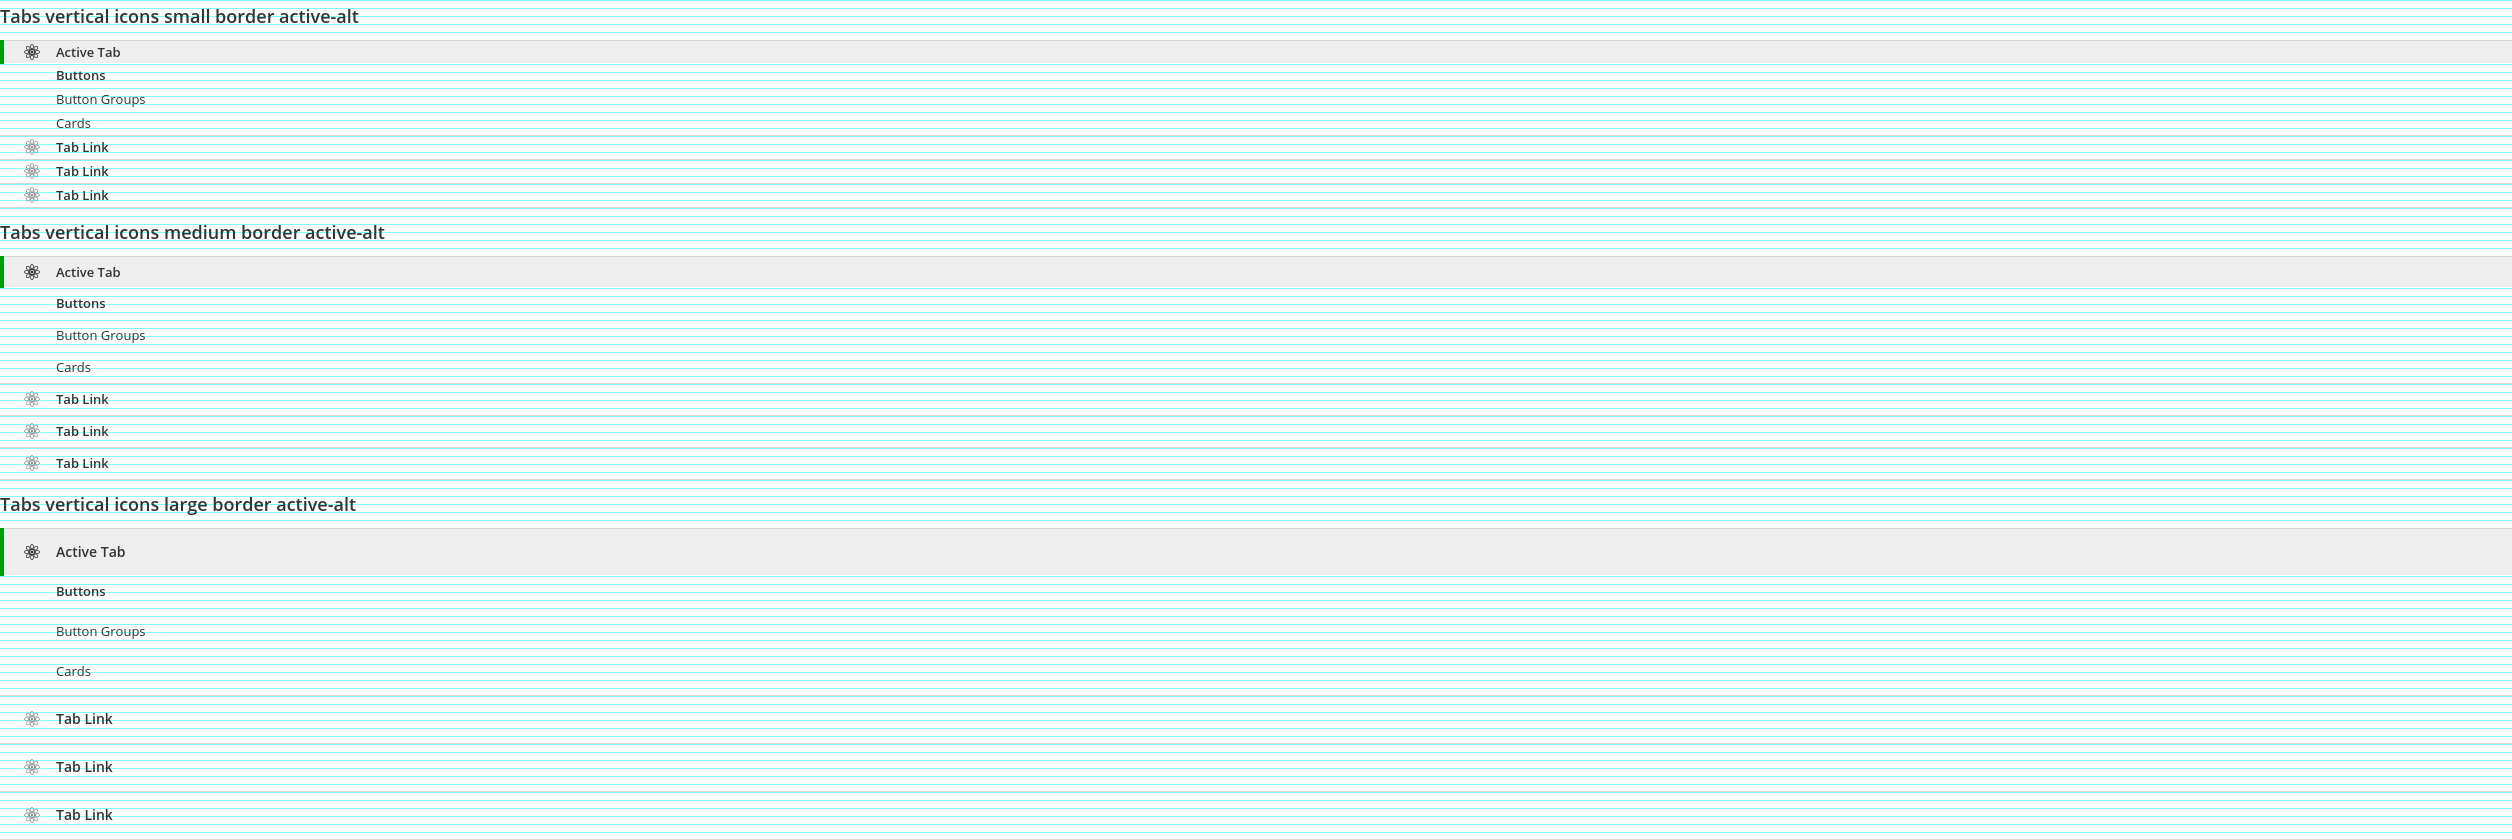 Tabs vertical icons small border active-alt
Active Tab
Buttons
Button Groups
Cards
Tab Link
Tab Link
Tab Link
Tabs vertical icons medium border active-alt
Active Tab
Buttons
Button Groups
Cards
Tab Link
Tab Link
Tab Link
Tabs vertical icons large border active-alt
Active Tab
Buttons
Button Groups
Cards
Tab Link
Tab Link
Tab Link